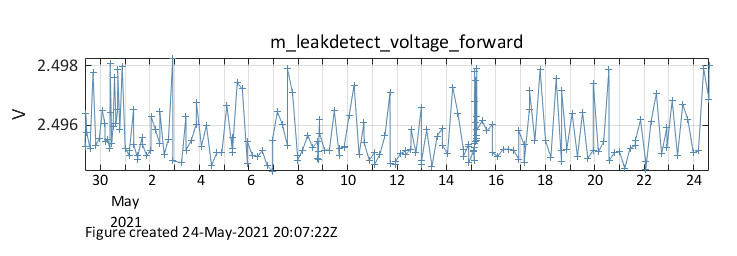 m_leakdetect_voltage_forward
2.498
V
2.496
30 2 4 6 8 10 12 14 16 18 20 22 24
May
2021
Figure created 24-May-2021 20:07:22Z